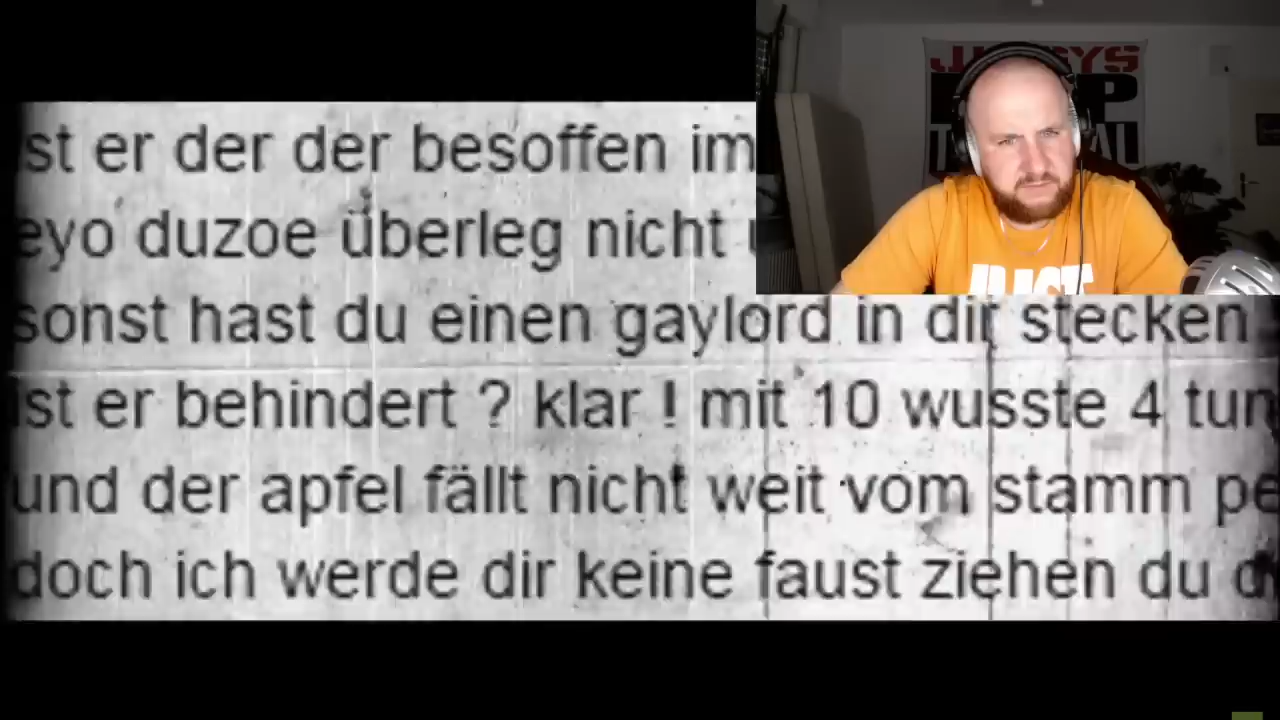 er der der besoffen im
eyo duzoe überleg nicht
sonst hast du einen gaylord in dir stecken
er behindert ? klar ! mit 10 wusste 4
und der apfel fällt nicht weit vom stamm
doch ich werde dir keine faust ziehen du